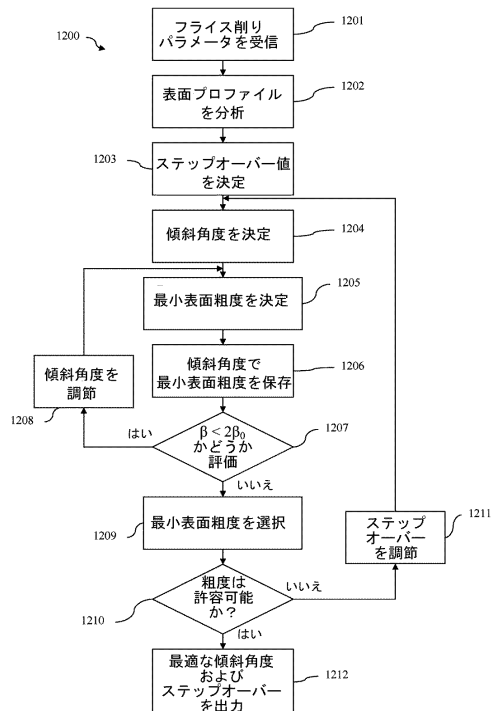 1200
フライス削り
パラメータを受信
1201
表面プロファイル
を分析
1202
1203
ステップオーバー値
を決定
傾斜角度を決定
1204
最小表面粗度を決定
1205
傾斜角度で
最小表面粗度を保存
1206
傾斜角度を
調節
1208
はい
β < 2β₀
かどうか
評価
1207
いいえ
1209
最小表面粗度を選択
ステップ
オーバー
を調節
1211
粗度は
許容可能
か?
いいえ
1210
はい
最適な傾斜角度
および
ステップオーバー
を出力
1212